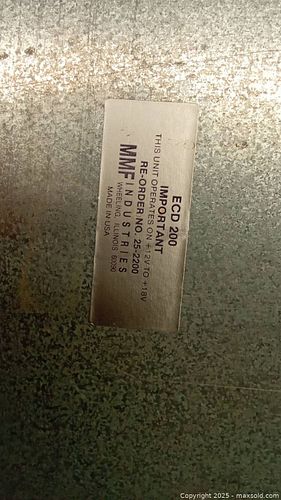 ECD 200
IMPORTANT
THIS UNIT OPERATES ON +12V TO +18V
RE-ORDER NO. 25-2200
MMF INDUSTRIES
WHEELING, ILLINOIS 60090
MADE IN USA
Copyright © 2025 - maxsold.com